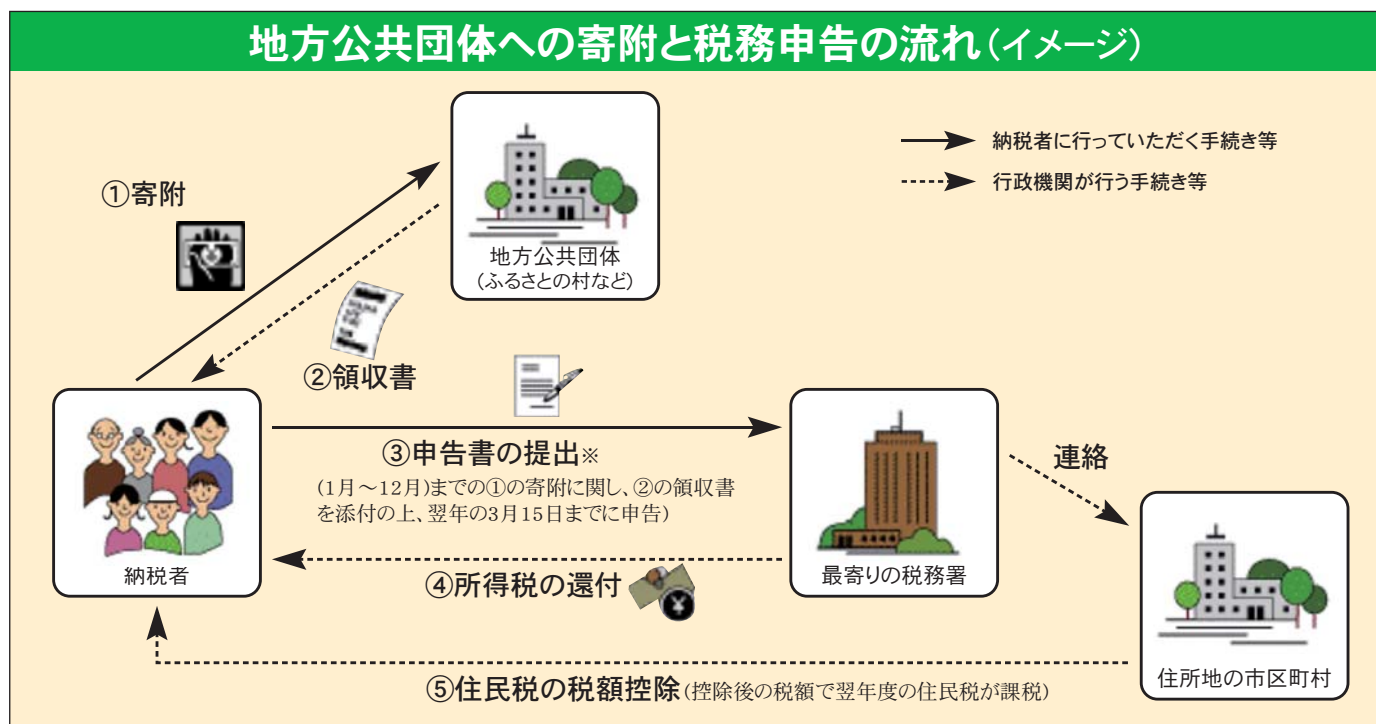 地方公共団体への寄附と税務申告の流れ(イメージ)
納税者に行っていただく手続き等
行政機関が行う手続き等
①寄附
地方公共団体
(ふるさとの村など)
②領収書
③申告書の提出※
(1月～12月)までの①の寄附に関し、②の領収書
を添付の上、翌年の3月15日までに申告)
連絡
納税者
④所得税の還付
¥
最寄りの税務署
住所地の市区町村
⑤住民税の税額控除(控除後の税額で翌年度の住民税が課税)